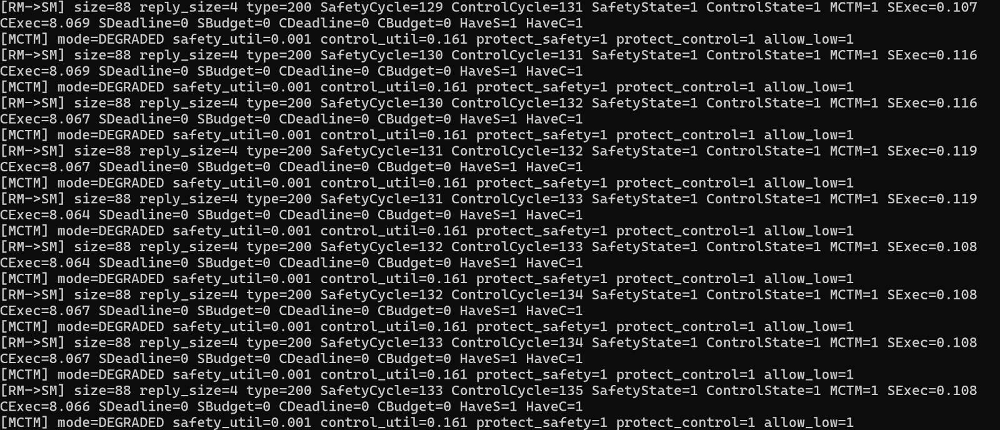 [RM->SM] size=88 reply_size=4 type=200 SafetyCycle=129 ControlCycle=131 SafetyState=1 ControlState=1 MCTM=1 SExec=0.107
CExec=8.069 SDeadline=0 SBudget=0 CDeadline=0 CBudget=0 HaveS=1 HaveC=1
[MCTM] mode=DEGRADED safety_util=0.001 control_util=0.161 protect_safety=1 protect_control=1 allow_low=1
[RM->SM] size=88 reply_size=4 type=200 SafetyCycle=130 ControlCycle=131 SafetyState=1 ControlState=1 MCTM=1 SExec=0.116
CExec=8.069 SDeadline=0 SBudget=0 CDeadline=0 CBudget=0 HaveS=1 HaveC=1
[MCTM] mode=DEGRADED safety_util=0.001 control_util=0.161 protect_safety=1 protect_control=1 allow_low=1
[RM->SM] size=88 reply_size=4 type=200 SafetyCycle=130 ControlCycle=132 SafetyState=1 ControlState=1 MCTM=1 SExec=0.116
CExec=8.067 SDeadline=0 SBudget=0 CDeadline=0 CBudget=0 HaveS=1 HaveC=1
[MCTM] mode=DEGRADED safety_util=0.001 control_util=0.161 protect_safety=1 protect_control=1 allow_low=1
[RM->SM] size=88 reply_size=4 type=200 SafetyCycle=131 ControlCycle=132 SafetyState=1 ControlState=1 MCTM=1 SExec=0.119
CExec=8.067 SDeadline=0 SBudget=0 CDeadline=0 CBudget=0 HaveS=1 HaveC=1
[MCTM] mode=DEGRADED safety_util=0.001 control_util=0.161 protect_safety=1 protect_control=1 allow_low=1
[RM->SM] size=88 reply_size=4 type=200 SafetyCycle=131 ControlCycle=133 SafetyState=1 ControlState=1 MCTM=1 SExec=0.119
CExec=8.064 SDeadline=0 SBudget=0 CDeadline=0 CBudget=0 HaveS=1 HaveC=1
[MCTM] mode=DEGRADED safety_util=0.001 control_util=0.161 protect_safety=1 protect_control=1 allow_low=1
[RM->SM] size=88 reply_size=4 type=200 SafetyCycle=132 ControlCycle=133 SafetyState=1 ControlState=1 MCTM=1 SExec=0.108
CExec=8.064 SDeadline=0 SBudget=0 CDeadline=0 CBudget=0 HaveS=1 HaveC=1
[MCTM] mode=DEGRADED safety_util=0.001 control_util=0.161 protect_safety=1 protect_control=1 allow_low=1
[RM->SM] size=88 reply_size=4 type=200 SafetyCycle=132 ControlCycle=134 SafetyState=1 ControlState=1 MCTM=1 SExec=0.108
CExec=8.067 SDeadline=0 SBudget=0 CDeadline=0 CBudget=0 HaveS=1 HaveC=1
[MCTM] mode=DEGRADED safety_util=0.001 control_util=0.161 protect_safety=1 protect_control=1 allow_low=1
[RM->SM] size=88 reply_size=4 type=200 SafetyCycle=133 ControlCycle=134 SafetyState=1 ControlState=1 MCTM=1 SExec=0.108
CExec=8.067 SDeadline=0 SBudget=0 CDeadline=0 CBudget=0 HaveS=1 HaveC=1
[MCTM] mode=DEGRADED safety_util=0.001 control_util=0.161 protect_safety=1 protect_control=1 allow_low=1
[RM->SM] size=88 reply_size=4 type=200 SafetyCycle=133 ControlCycle=135 SafetyState=1 ControlState=1 MCTM=1 SExec=0.108
CExec=8.066 SDeadline=0 SBudget=0 CDeadline=0 CBudget=0 HaveS=1 HaveC=1
[MCTM] mode=DEGRADED safety_util=0.001 control_util=0.161 protect_safety=1 protect_control=1 allow_low=1